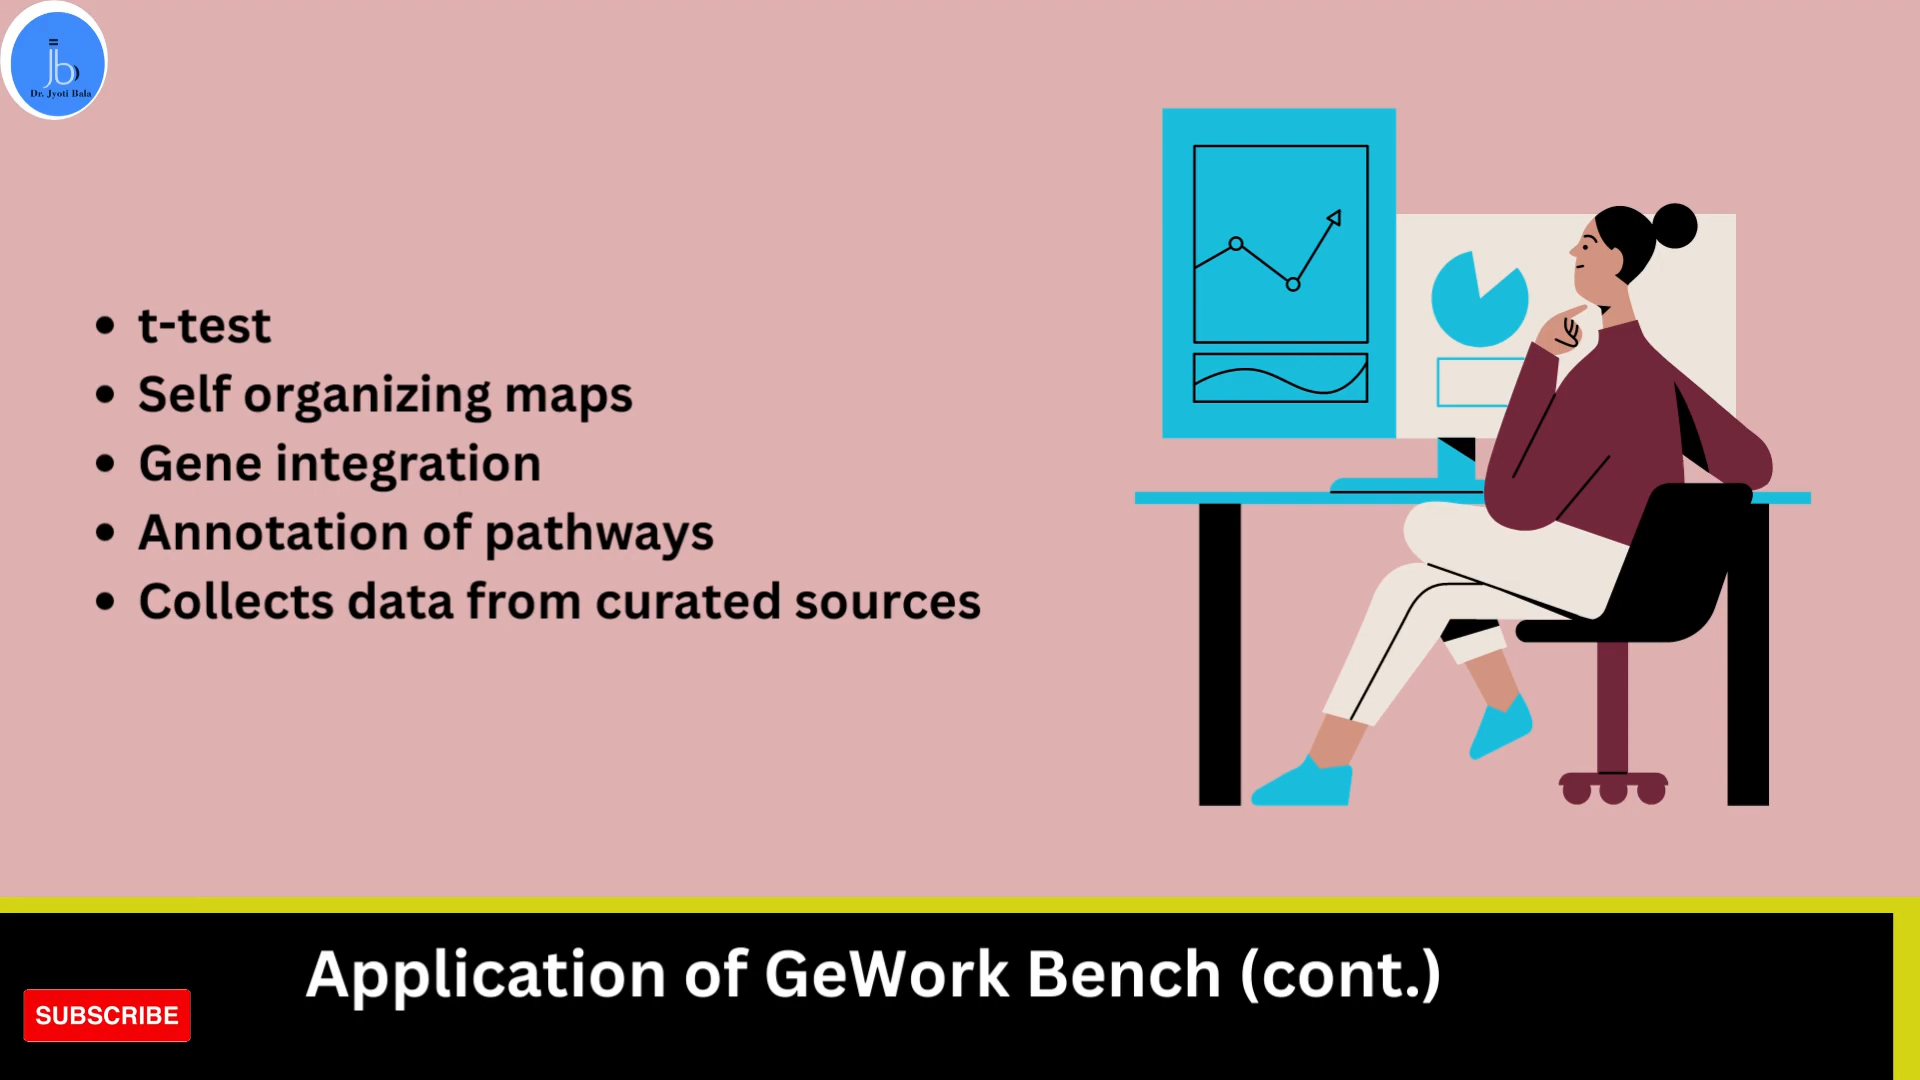 jb
Dr. Jyoti Bala
• t-test
• Self organizing maps
• Gene integration
• Annotation of pathways
• Collects data from curated sources
Application of GeWork Bench (cont.)
SUBSCRIBE